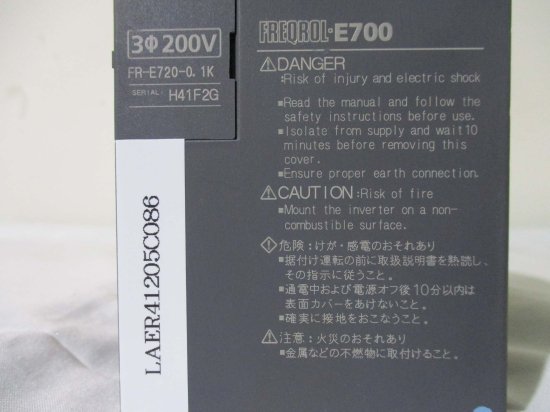 3Φ200V
FR-E720-0.1K
SERIAL: H41F2G
LAER41205C086
FREQROL-E700
⚠DANGER
:Risk of injury and electric shock
▪Read the manual and follow the
safety instructions before use.
▪Isolate from supply and wait10
minutes before removing this
cover.
▪Ensure proper earth connection.
⚠CAUTION:Risk of fire
▪Mount the inverter on a non-
combustible surface.
危険：けが・感電のおそれあり
▪据付け運転の前に取扱説明書を熟読し、
その指示に従うこと。
▪通電中および電源オフ後10分以内は
表面カバーをあけないこと。
▪確実に接地をおこなうこと。
⚠注意：火災のおそれあり
▪金属などの不燃物に取付けること。